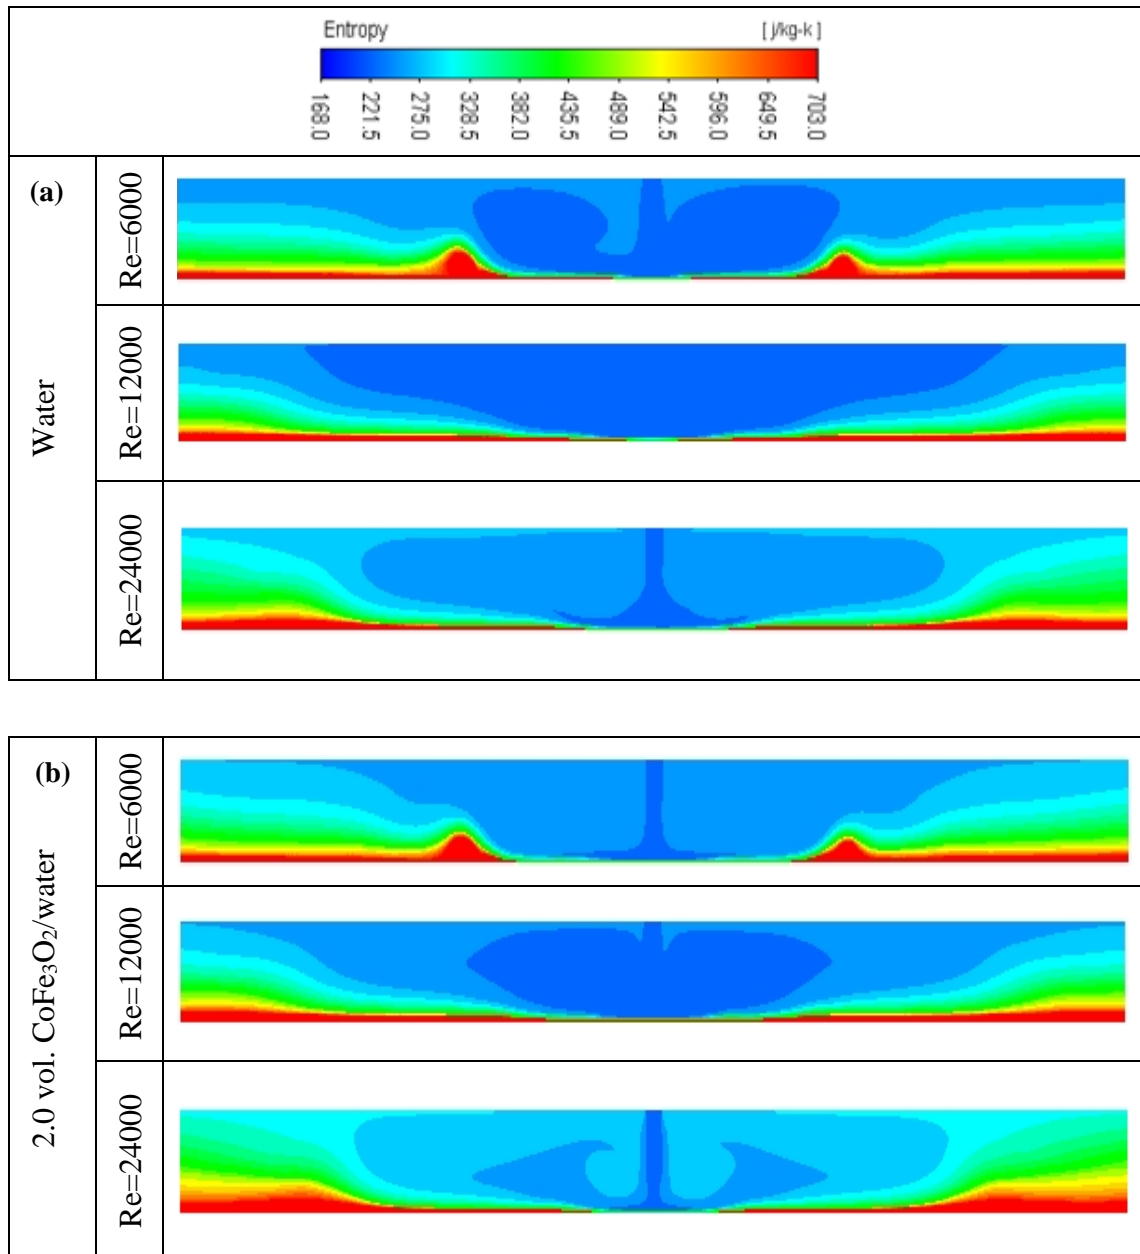 Entropy [ j/kg-k ]
168.0 221.5 275.0 328.5 382.0 435.5 489.0 542.5 596.0 649.5 703.0
(a)
Water
Re=6000
Re=12000
Re=24000
(b)
2.0 vol. CoFe₃O₂/water
Re=6000
Re=12000
Re=24000